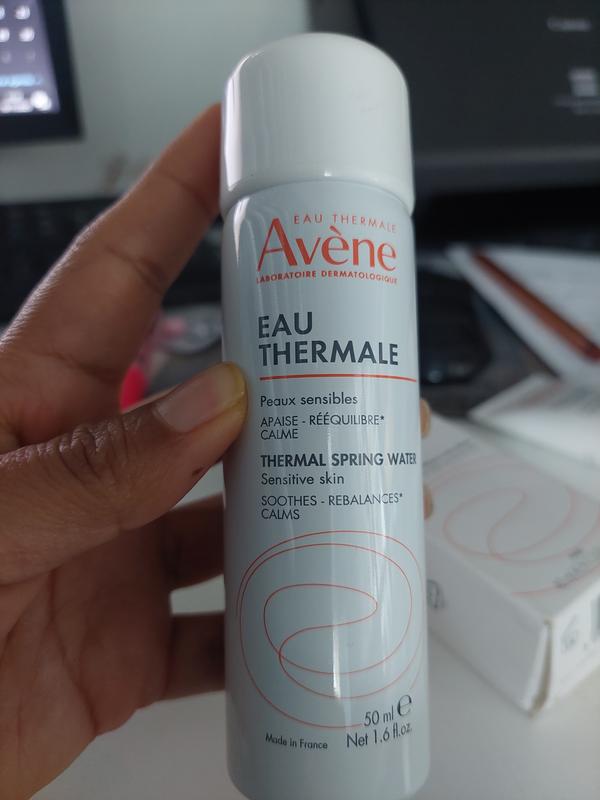 EAU THERMALE
Avène
LABORATOIRE DERMATOLOGIQUE
EAU
THERMALE
Peaux sensibles
APAISE - RÉÉQUILIBRE*
CALME
THERMAL SPRING WATER
Sensitive skin
SOOTHES - REBALANCES*
CALMS
50 ml ℮
Made in France
Net 1.6 fl.oz.